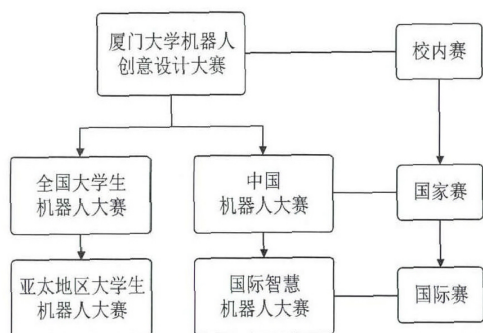 厦门大学机器人
创意设计大赛
校内赛
全国大学生
机器人大赛
中国
机器人大赛
国家赛
亚太地区大学生
机器人大赛
国际智慧
机器人大赛
国际赛